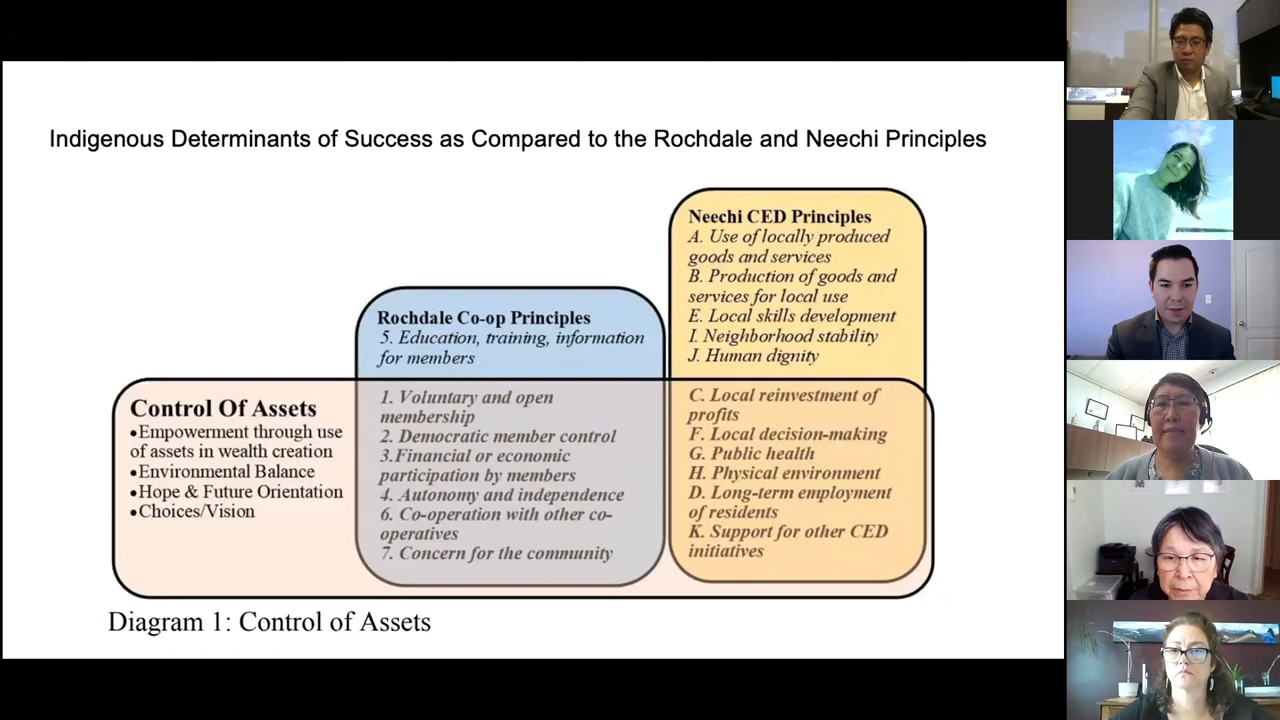 Indigenous Determinants of Success as Compared to the Rochdale and Neechi Principles
Neechi CED Principles
A. Use of locally produced
goods and services
B. Production of goods and
services for local use
E. Local skills development
I. Neighborhood stability
J. Human dignity
Rochdale Co-op Principles
5. Education, training, information
for members
Control Of Assets
•Empowerment through use
of assets in wealth creation
•Environmental Balance
•Hope & Future Orientation
•Choices/Vision
1. Voluntary and open
membership
2. Democratic member control
3.Financial or economic
participation by members
4. Autonomy and independence
6. Co-operation with other co-
operatives
7. Concern for the community
C. Local reinvestment of
profits
F. Local decision-making
G. Public health
H. Physical environment
D. Long-term employment
of residents
K. Support for other CED
initiatives
Diagram 1: Control of Assets